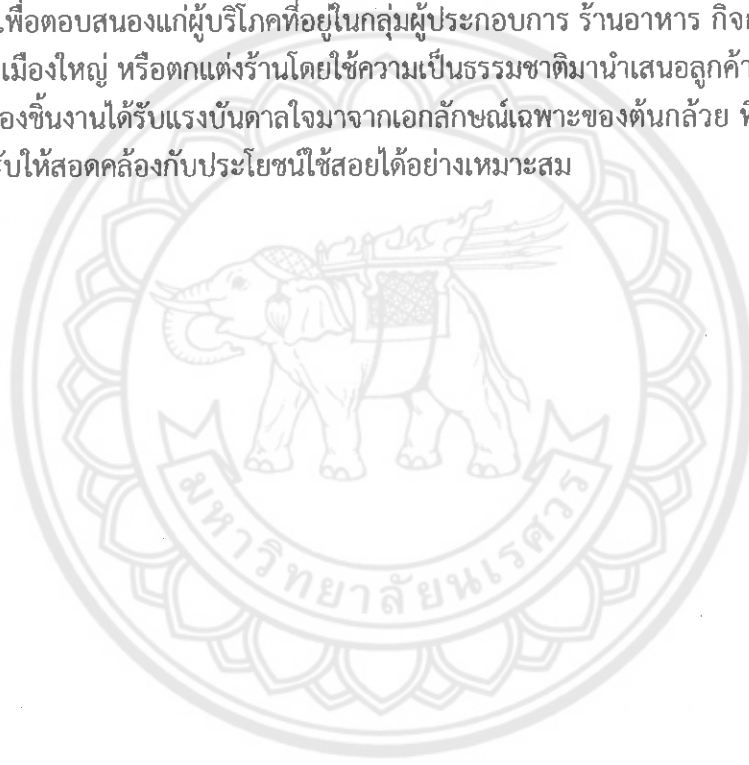 เพื่อตอบสนองแก่ผู้บริโภคที่อยู่ในกลุ่มผู้ประกอบการ ร้านอาหาร
เมืองใหญ่ หรือตกแต่งร้านโดยใช้ความเป็นธรรมชาติมานำเสนอลูกค้า
องชิ้นงานได้รับแรงบันดาลใจมาจากเอกลักษณ์เฉพาะของต้นกล้วย
ับให้สอดคล้องกับประโยชน์ใช้สอยได้อย่างเหมาะสม
มหาวิทยาลัยนเรศวร